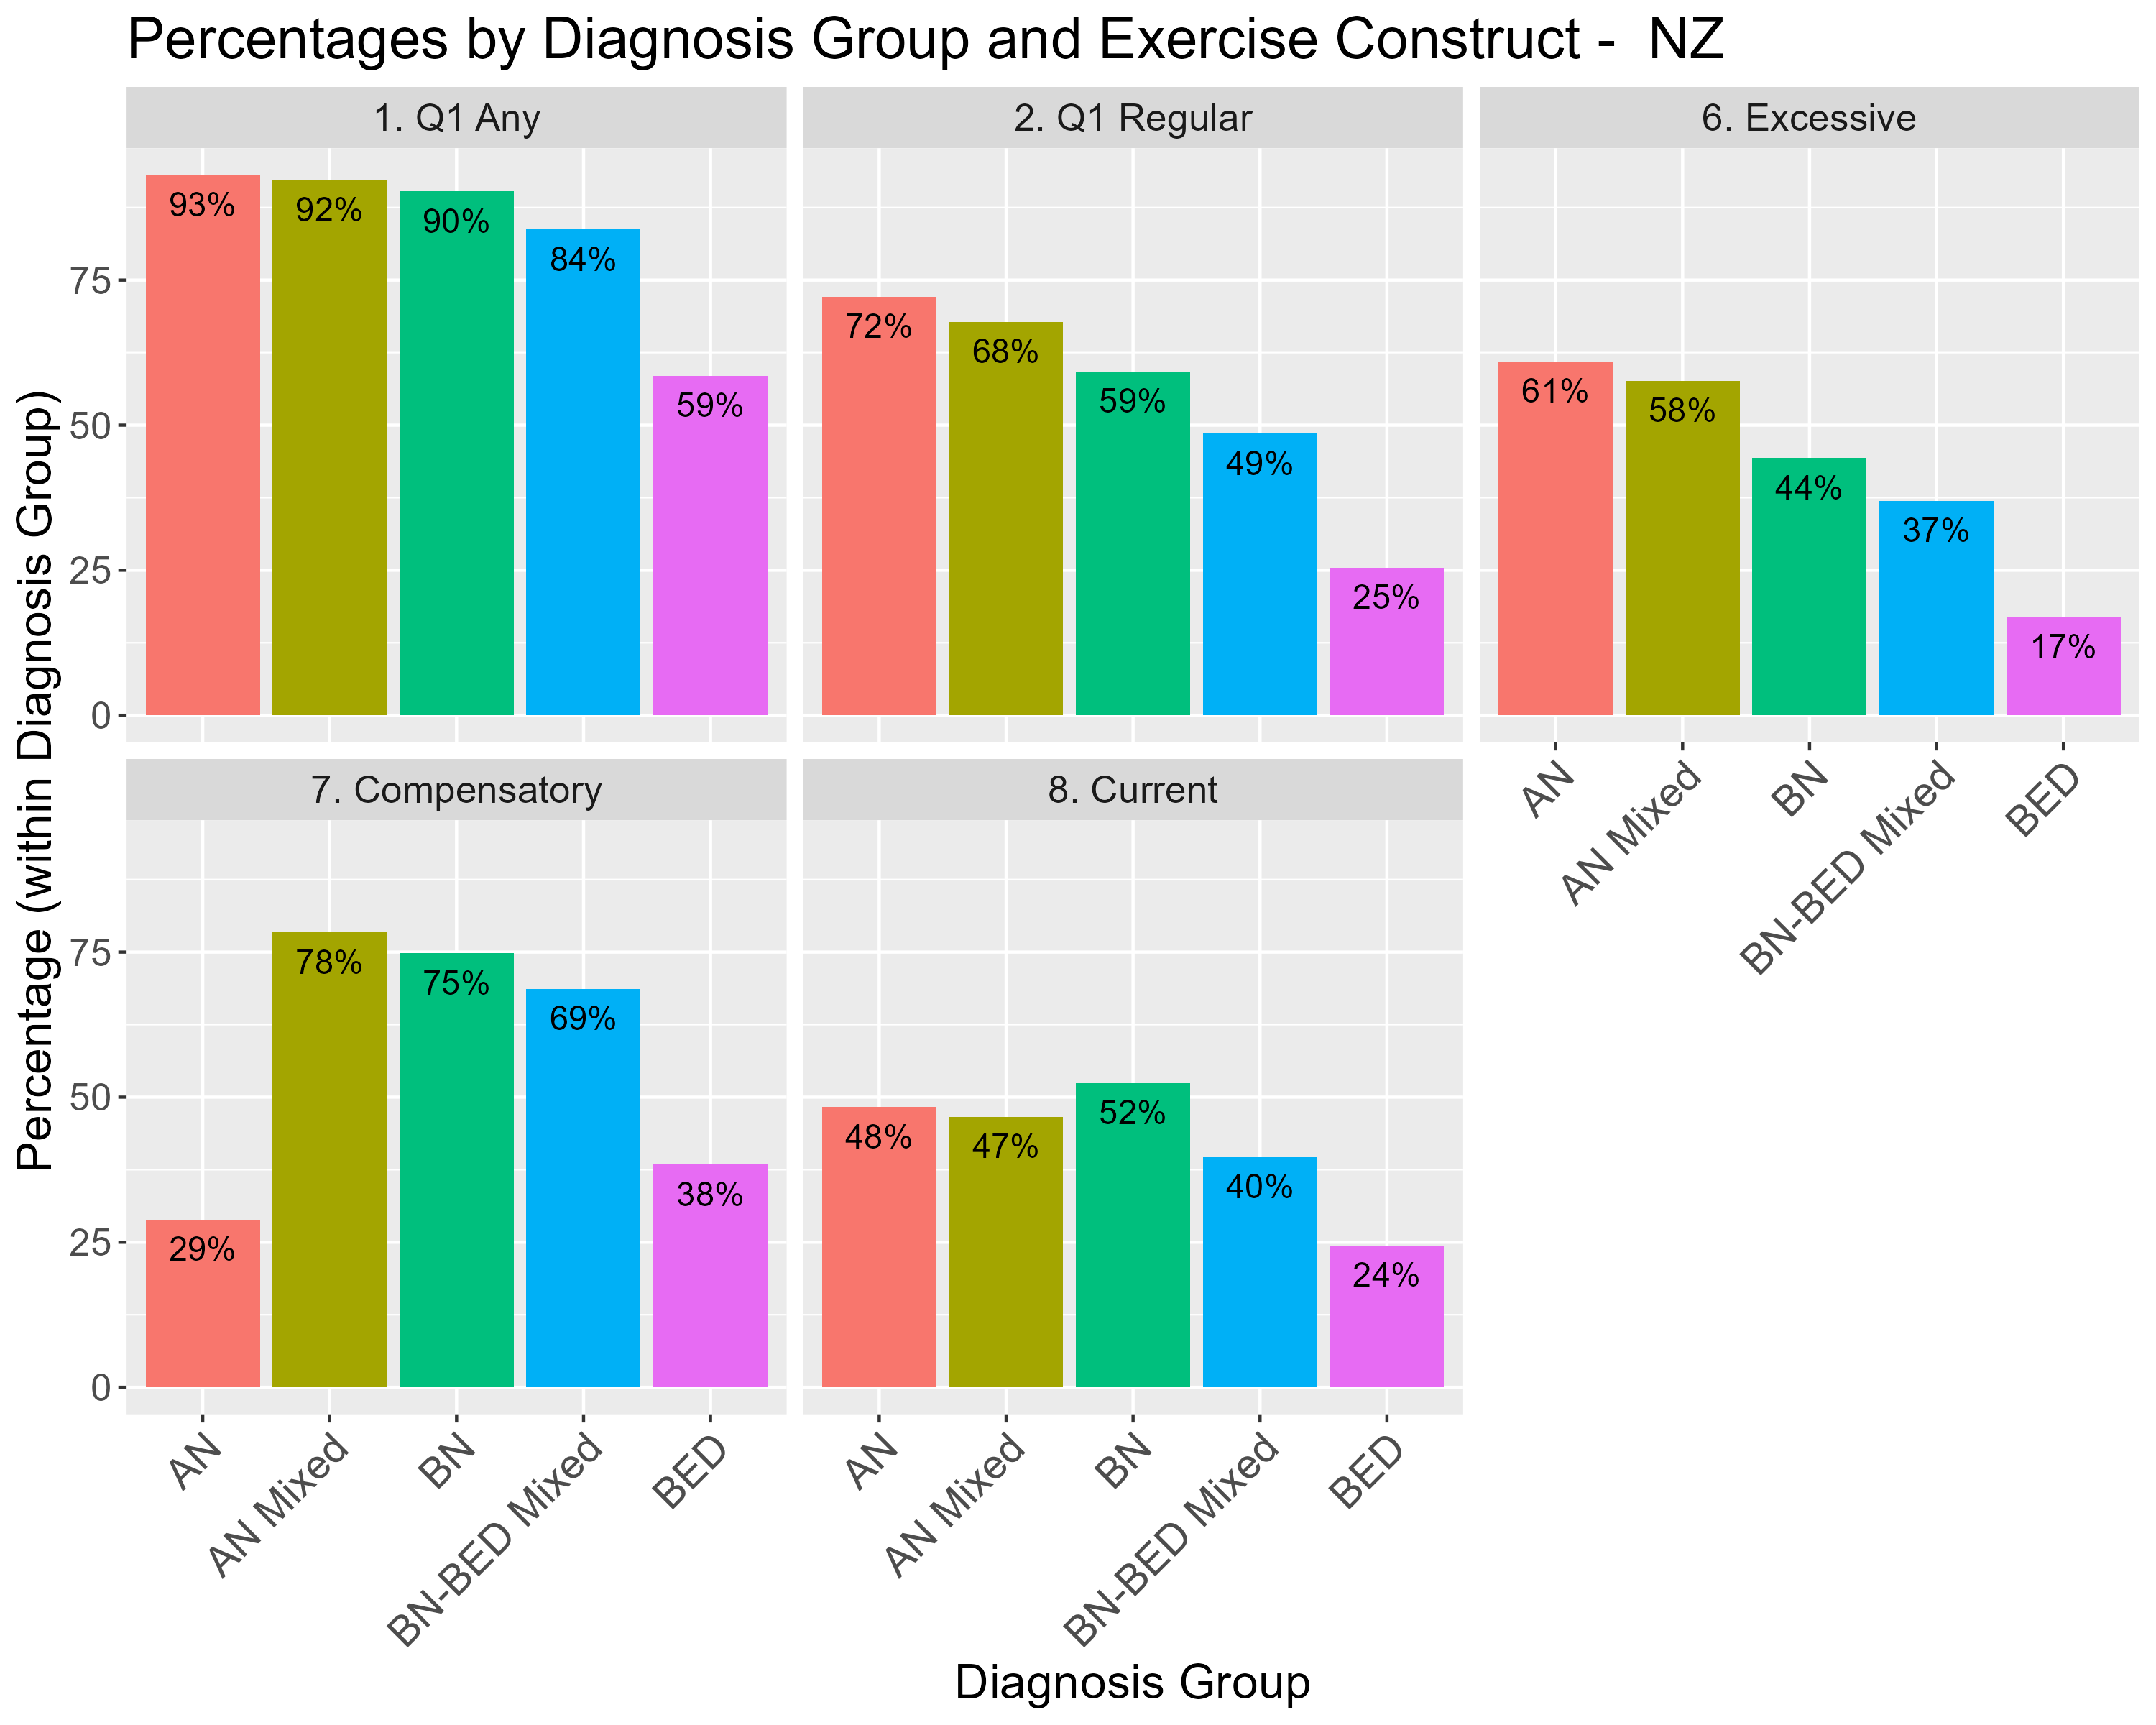 Percentages by Diagnosis Group and Exercise Construct -  NZ
Percentage (within Diagnosis Group)
1. Q1 Any
75
50
25
0
93%
92%
90%
84%
59%
2. Q1 Regular
72%
68%
59%
49%
25%
6. Excessive
61%
58%
44%
37%
17%
AN
AN Mixed
BN
BN-BED Mixed
BED
7. Compensatory
75
50
25
0
29%
78%
75%
69%
38%
AN
AN Mixed
BN
BN-BED Mixed
BED
8. Current
48%
47%
52%
40%
24%
AN
AN Mixed
BN
BN-BED Mixed
BED
Diagnosis Group